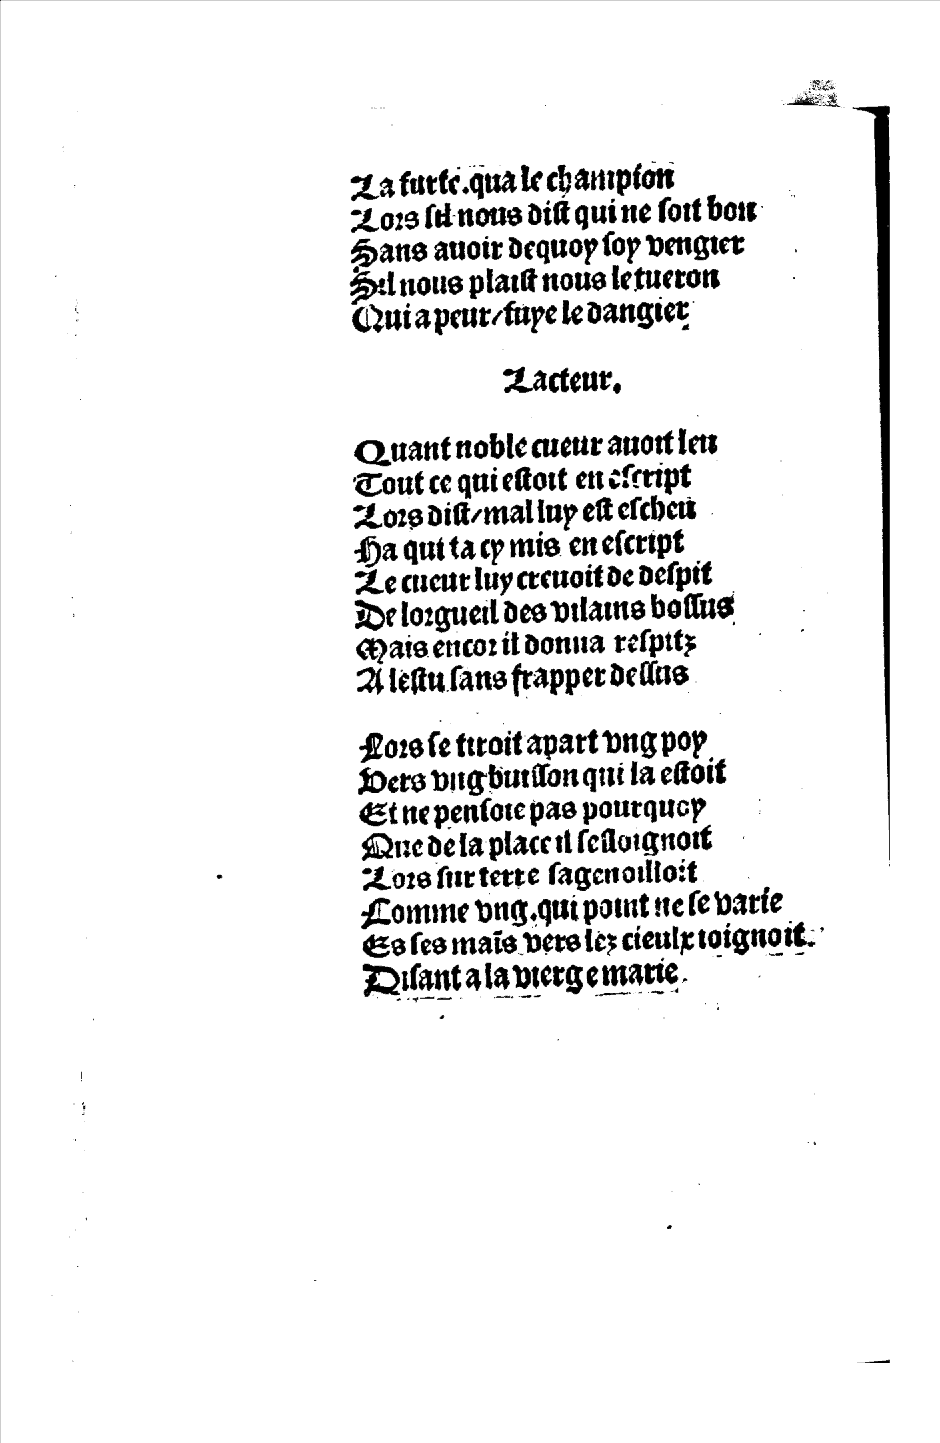 La furfe.qua le champion
Lors sil nous dist qui ne soit bon
Sans auoir dequoy soy vengier
Sil nous plaist nous le tueron
Qui a peur/fuye le dangier

Lacteur.

Quant noble cueur auoit leu
Tout ce qui estoit en escript
Lors dist/mal luy est escheu
Ha qui ta cy mis en escript
Le cueur luy creuoit de despit
De lorgueil des vilains bossus
Mais encor il donna respitz
A lestu sans frapper dessus

Lors se tiroit apart vng poy
Vers vng buisson qui la estoit
Et ne pensoie pas pourquoy
Que de la place il sesloignoit
Lors sur terre sagenoilloit
Comme vng.qui point ne se varie
Es ses maīs vers lez cieulx ioignoit.
Disant a la vierge marie.